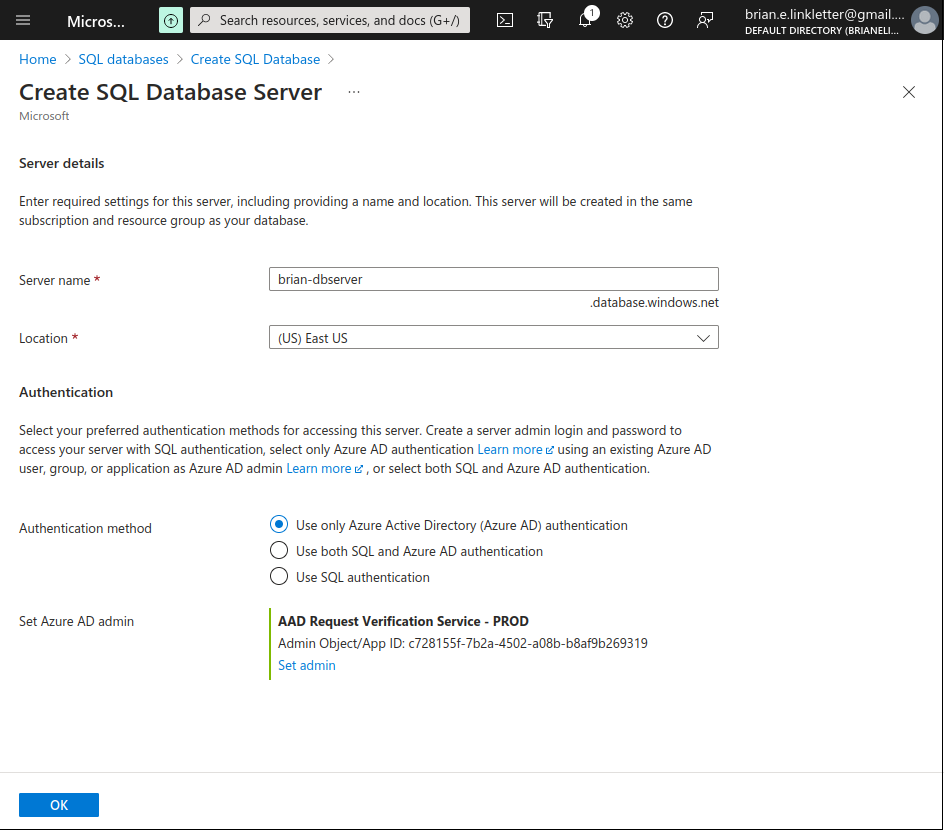 Micros...
Search resources, services, and docs (G+/)
1
brian.e.linkletter@gmail....
DEFAULT DIRECTORY (BRIANELI...
Home > SQL databases > Create SQL Database >
Create SQL Database Server ...
Microsoft
Server details
Enter required settings for this server, including providing a name and location. This server will be created in the same
subscription and resource group as your database.
Server name *
brian-dbserver
.database.windows.net
Location *
(US) East US
Authentication
Select your preferred authentication methods for accessing this server. Create a server admin login and password to
access your server with SQL authentication, select only Azure AD authentication Learn more using an existing Azure AD
user, group, or application as Azure AD admin Learn more , or select both SQL and Azure AD authentication.
Authentication method
Use only Azure Active Directory (Azure AD) authentication
Use both SQL and Azure AD authentication
Use SQL authentication
Set Azure AD admin
AAD Request Verification Service - PROD
Admin Object/App ID: c728155f-7b2a-4502-a08b-b8af9b269319
Set admin
OK